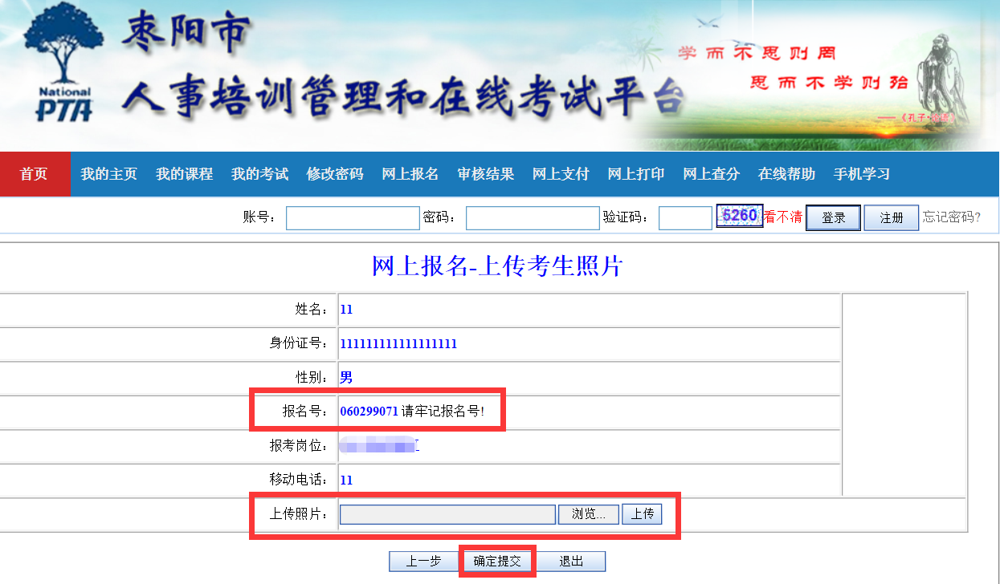 枣阳市
人事培训管理和在线考试平台
National
PTA
学而不思则罔
思而不学则殆
首页 我的主页 我的课程 我的考试 修改密码 网上报名 审核结果 网上支付 网上打印 网上查分 在线帮助 手机学习
账号： 密码： 验证码： 5260 看不清 登录 注册 忘记密码?
网上报名-上传考生照片
姓名： 11
身份证号： 111111111111111111
性别： 男
报名号： 060299071 请牢记报名号!
报考岗位：
移动电话： 11
上传照片： 浏览... 上传
上一步 确定提交 退出